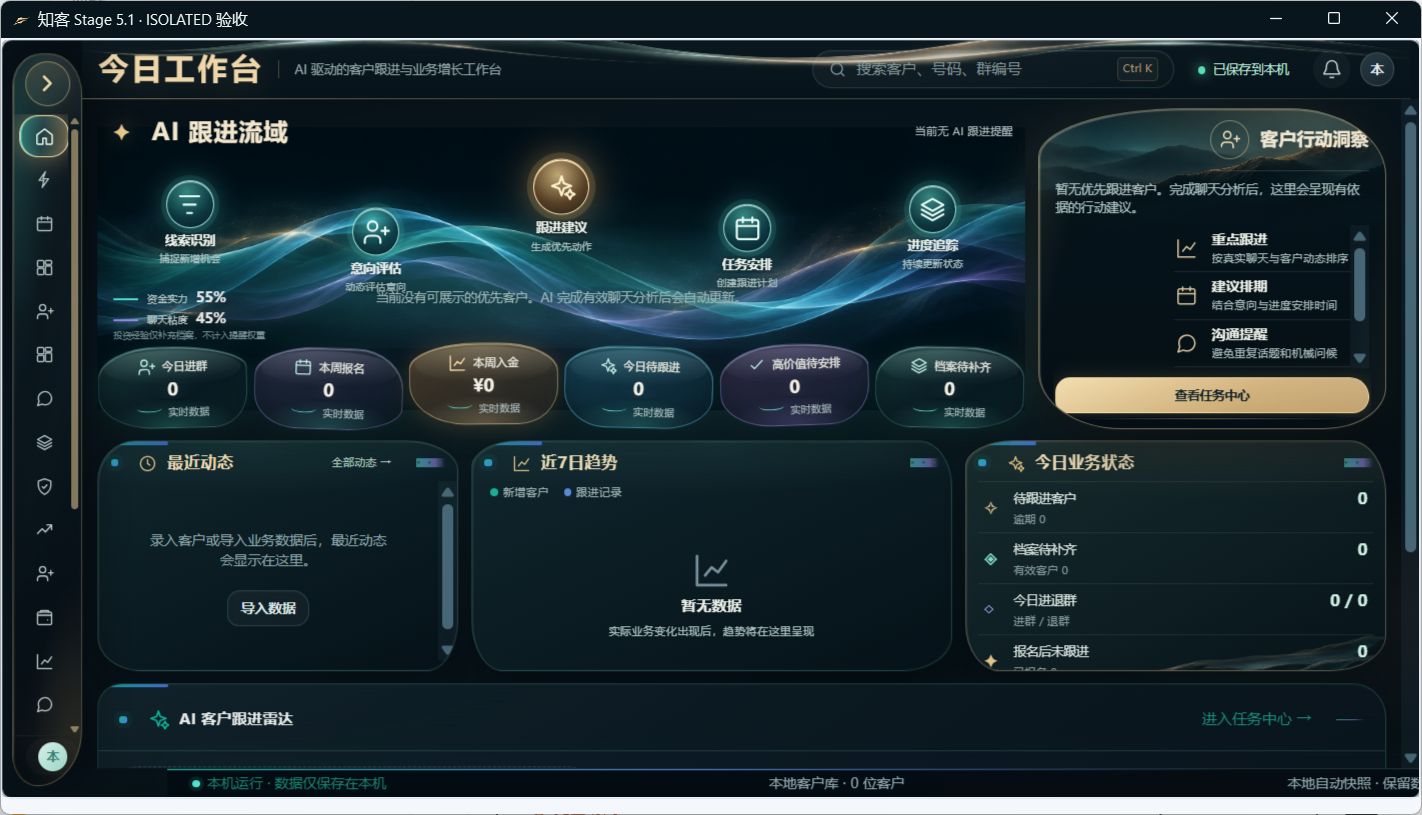 知客 Stage 5.1 · ISOLATED 验收
今日工作台
AI 驱动的客户跟进与业务增长工作台
搜索客户、号码、群编号
Ctrl K
已保存到本机
本
AI 跟进流域
当前无 AI 跟进提醒
线索识别
捕捉新增机会
意向评估
动态评估意向
跟进建议
生成优先动作
任务安排
创建跟进计划
进度追踪
持续更新状态
当前没有可展示的优先客户。AI 完成有效聊天分析后会自动更新。
资金实力 55%
聊天粘度 45%
投资经验仅补充档案，不计入提醒权重
今日进群
0
实时数据
本周报名
0
实时数据
本周入金
¥0
实时数据
今日待跟进
0
实时数据
高价值待安排
0
实时数据
档案待补齐
0
实时数据
客户行动洞察
暂无优先跟进客户。完成聊天分析后，这里会呈现有依
据的行动建议。
重点跟进
按真实聊天与客户动态排序
建议排期
结合意向与进度安排时间
沟通提醒
避免重复话题和机械问候
查看任务中心
最近动态
全部动态 →
录入客户或导入业务数据后，最近动态
会显示在这里。
导入数据
近7日趋势
新增客户
跟进记录
暂无数据
实际业务变化出现后，趋势将在这里呈现
今日业务状态
待跟进客户
0
逾期 0
档案待补齐
0
有效客户 0
今日进退群
0 / 0
进群 / 退群
报名后未跟进
0
AI 客户跟进雷达
进入任务中心 →
本
本机运行 · 数据仅保存在本机
本地客户库 · 0 位客户
本地自动快照 · 保留